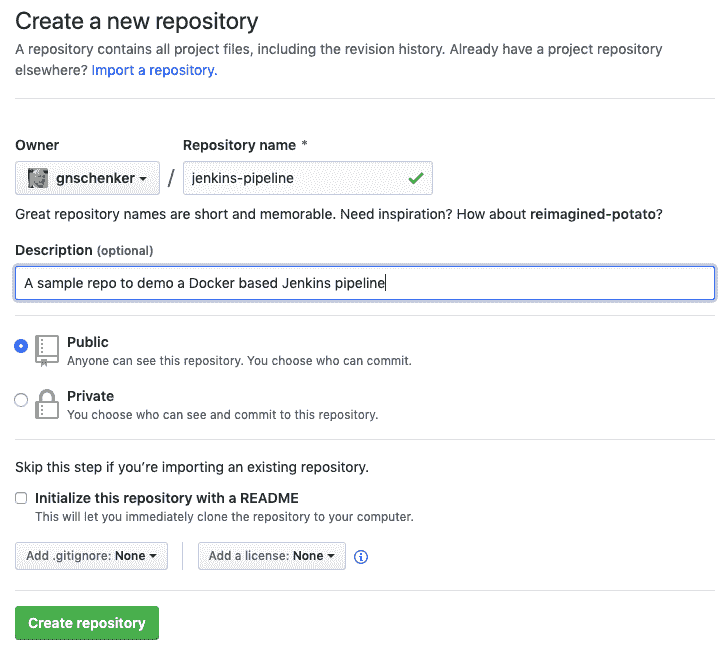 Create a new repository
A repository contains all project files, including the revision history. Already have a project repository
elsewhere? Import a repository.
Owner
Repository name *
gnschenker
/
jenkins-pipeline
Great repository names are short and memorable. Need inspiration? How about reimagined-potato?
Description (optional)
A sample repo to demo a Docker based Jenkins pipeline
Public
Anyone can see this repository. You choose who can commit.
Private
You choose who can see and commit to this repository.
Skip this step if you’re importing an existing repository.
Initialize this repository with a README
This will let you immediately clone the repository to your computer.
Add .gitignore: None
Add a license: None
Create repository